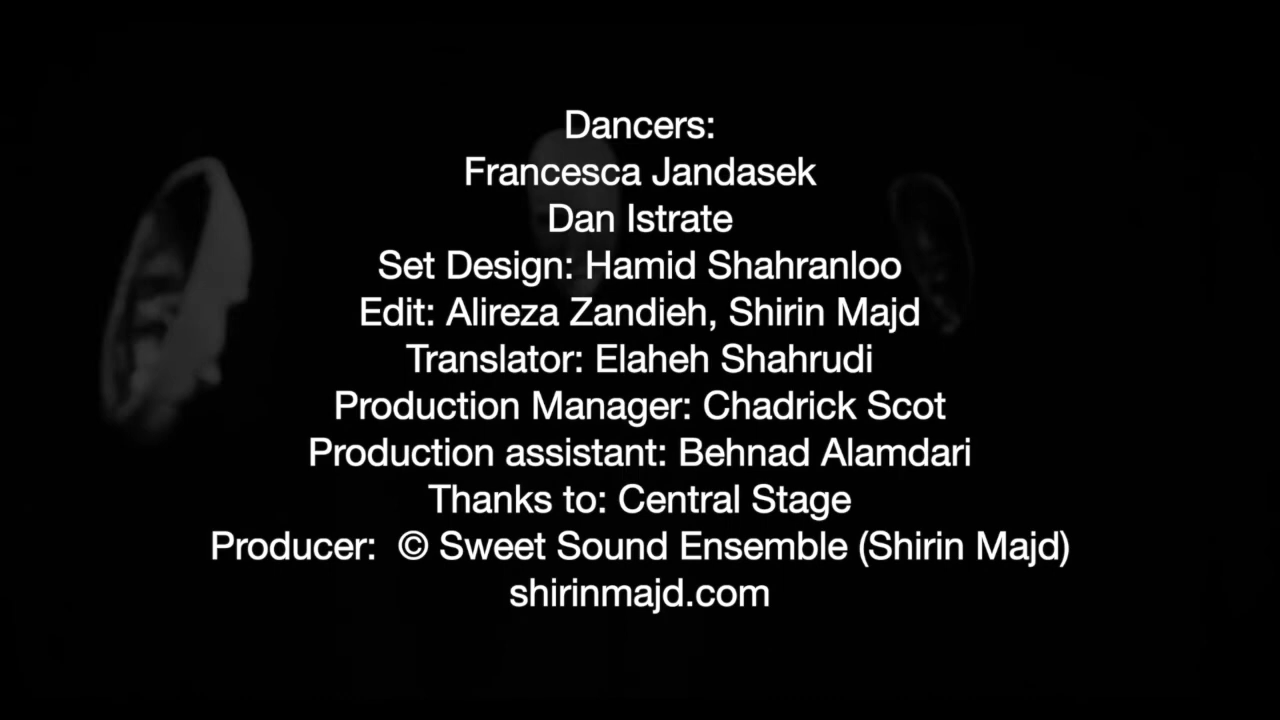 Dancers:
Francesca Jandasek
Dan Istrate
Set Design: Hamid Shahranloo
Edit: Alireza Zandieh, Shirin Majd
Translator: Elaheh Shahrudi
Production Manager: Chadrick Scot
Production assistant: Behnad Alamdari
Thanks to: Central Stage
Producer:  © Sweet Sound Ensemble (Shirin Majd)
shirinmajd.com